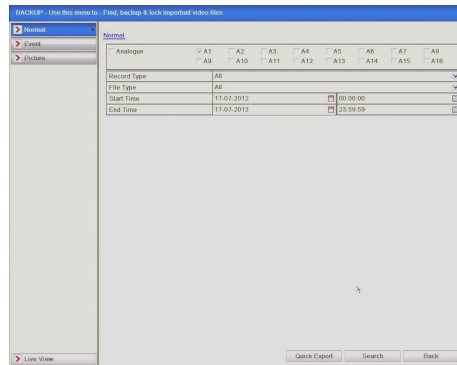 BACKUP - Use this menu to - Find, backup & lock important video files
Normal
Event
Picture
Live View
Normal
Analogue A1 A2 A3 A4 A5 A6 A7 A8
A9 A10 A11 A12 A13 A14 A15 A16
Record Type All
File Type All
Start Time 17-07-2012 00:00:00
End Time 17-07-2012 23:59:59
Quick Export Search Back